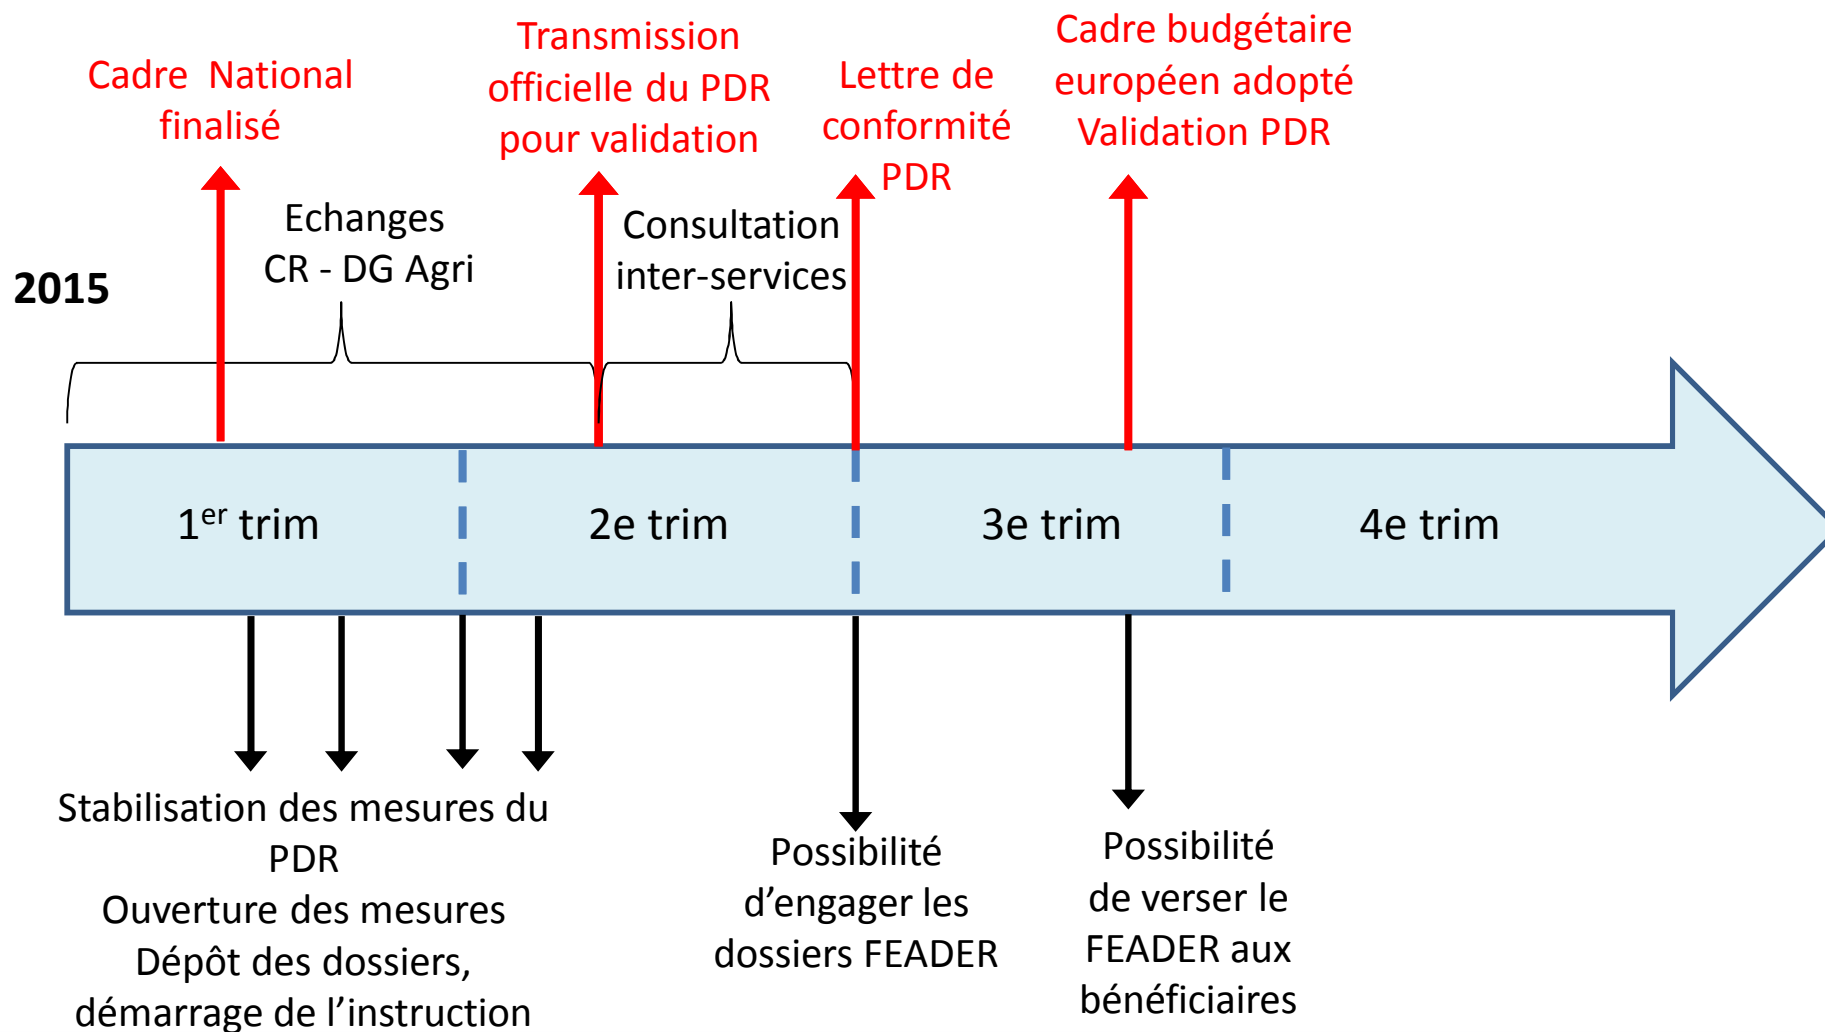 Cadre National
finalisé
Transmission
officielle du PDR
pour validation
Lettre de
conformité
PDR
Cadre budgétaire
européen adopté
Validation PDR
Echanges
CR - DG Agri
Consultation
inter-services
2015
1er trim
2e trim
3e trim
4e trim
Stabilisation des mesures du
PDR
Ouverture des mesures
Dépôt des dossiers,
démarrage de l’instruction
Possibilité
d’engager les
dossiers FEADER
Possibilité
de verser le
FEADER aux
bénéficiaires